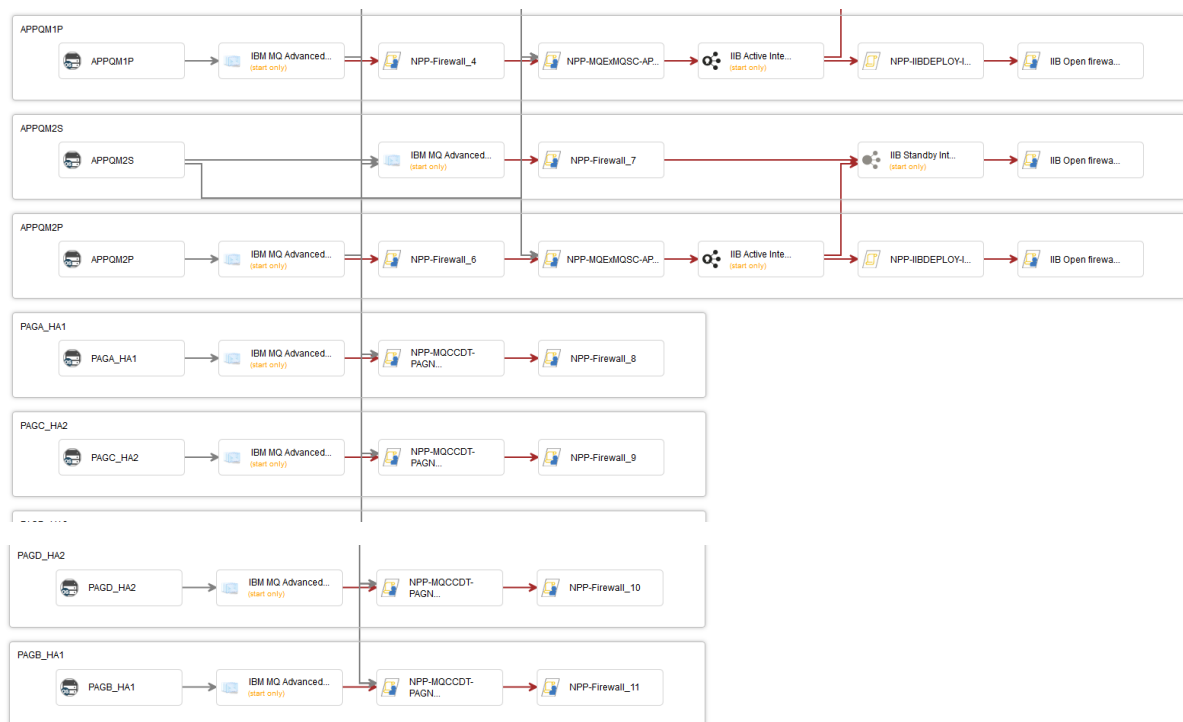 APPQM1P
APPQM1P
IBM MQ Advanced...
(start only)
NPP-Firewall_4
NPP-MQExMQSC-AP...
IIB Active Inte...
(start only)
NPP-IIBDEPLOY-I...
IIB Open firewa...
APPQM2S
APPQM2S
IBM MQ Advanced...
(start only)
NPP-Firewall_7
IIB Standby Int...
(start only)
IIB Open firewa...
APPQM2P
APPQM2P
IBM MQ Advanced...
(start only)
NPP-Firewall_6
NPP-MQExMQSC-AP...
IIB Active Inte...
(start only)
NPP-IIBDEPLOY-I...
IIB Open firewa...
PAGA_HA1
PAGA_HA1
IBM MQ Advanced...
(start only)
NPP-MQCCDT-
PAGN...
NPP-Firewall_8
PAGC_HA2
PAGC_HA2
IBM MQ Advanced...
(start only)
NPP-MQCCDT-
PAGN...
NPP-Firewall_9
PAGD_HA2
PAGD_HA2
IBM MQ Advanced...
(start only)
NPP-MQCCDT-
PAGN...
NPP-Firewall_10
PAGB_HA1
PAGB_HA1
IBM MQ Advanced...
(start only)
NPP-MQCCDT-
PAGN...
NPP-Firewall_11